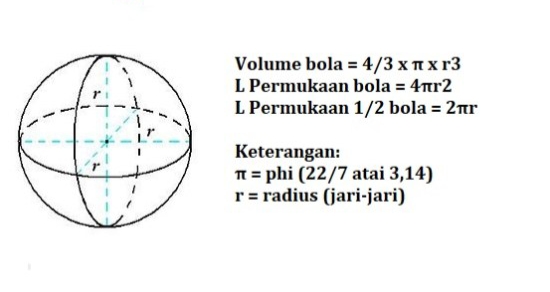 r
r
r
Volume bola = 4/3 x π x r3
L Permukaan bola = 4πr2
L Permukaan 1/2 bola = 2πr
Keterangan:
π = phi (22/7 atai 3,14)
r = radius (jari-jari)